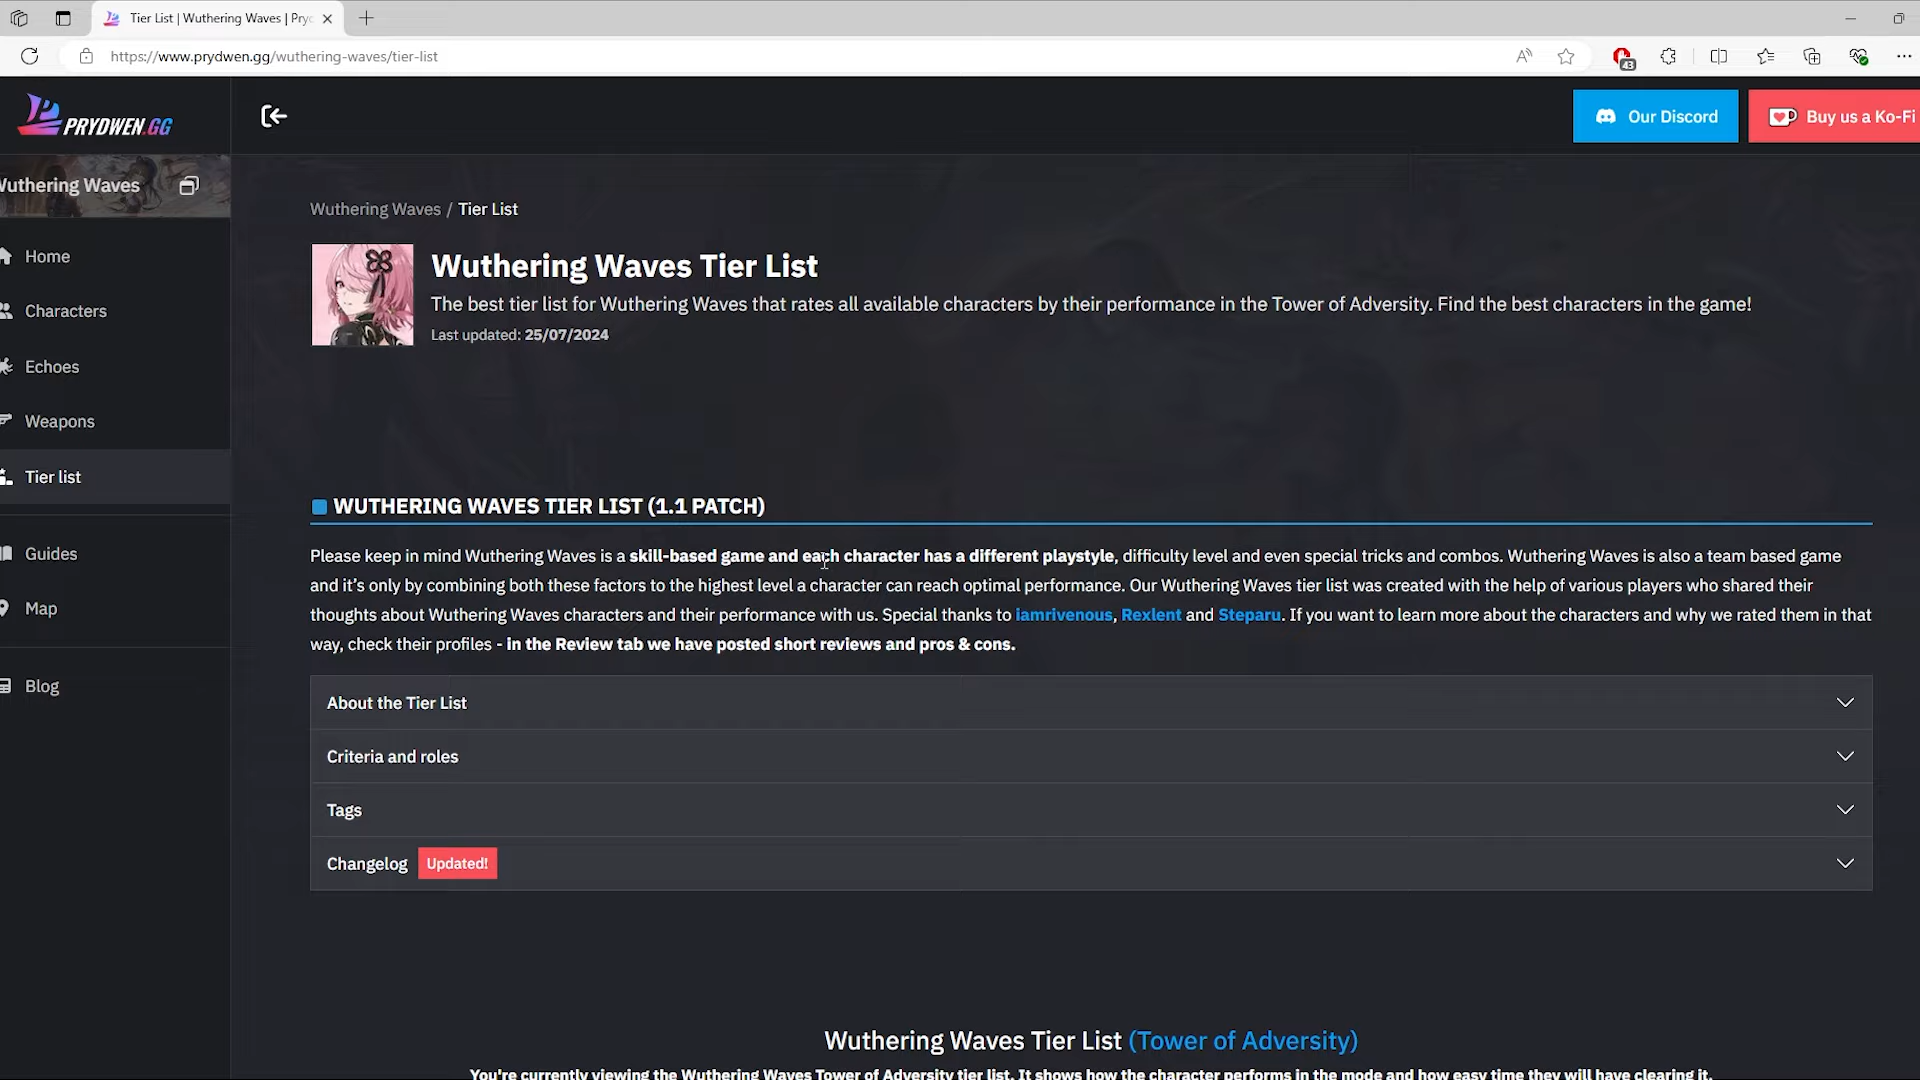 Tier List | Wuthering Waves | Pry
https://www.prydwen.gg/wuthering-waves/tier-list
43
PRYDWEN.GG
Our Discord
Buy us a Ko-Fi
Wuthering Waves
Home
Characters
Echoes
Weapons
Tier list
Guides
Map
Blog
Wuthering Waves / Tier List
Wuthering Waves Tier List
The best tier list for Wuthering Waves that rates all available characters by their performance in the Tower of Adversity. Find the best characters in the game!
Last updated: 25/07/2024
WUTHERING WAVES TIER LIST (1.1 PATCH)
Please keep in mind Wuthering Waves is a skill-based game and each character has a different playstyle, difficulty level and even special tricks and combos. Wuthering Waves is also a team based game
and it's only by combining both these factors to the highest level a character can reach optimal performance. Our Wuthering Waves tier list was created with the help of various players who shared their
thoughts about Wuthering Waves characters and their performance with us. Special thanks to iamrivenous, Rexlent and Steparu. If you want to learn more about the characters and why we rated them in that
way, check their profiles - in the Review tab we have posted short reviews and pros & cons.
About the Tier List
Criteria and roles
Tags
Changelog Updated!
Wuthering Waves Tier List (Tower of Adversity)
You're currently viewing the Wuthering Waves Tower of Adversity tier list. It shows how the character performs in the mode and how easy time they will have clearing it.